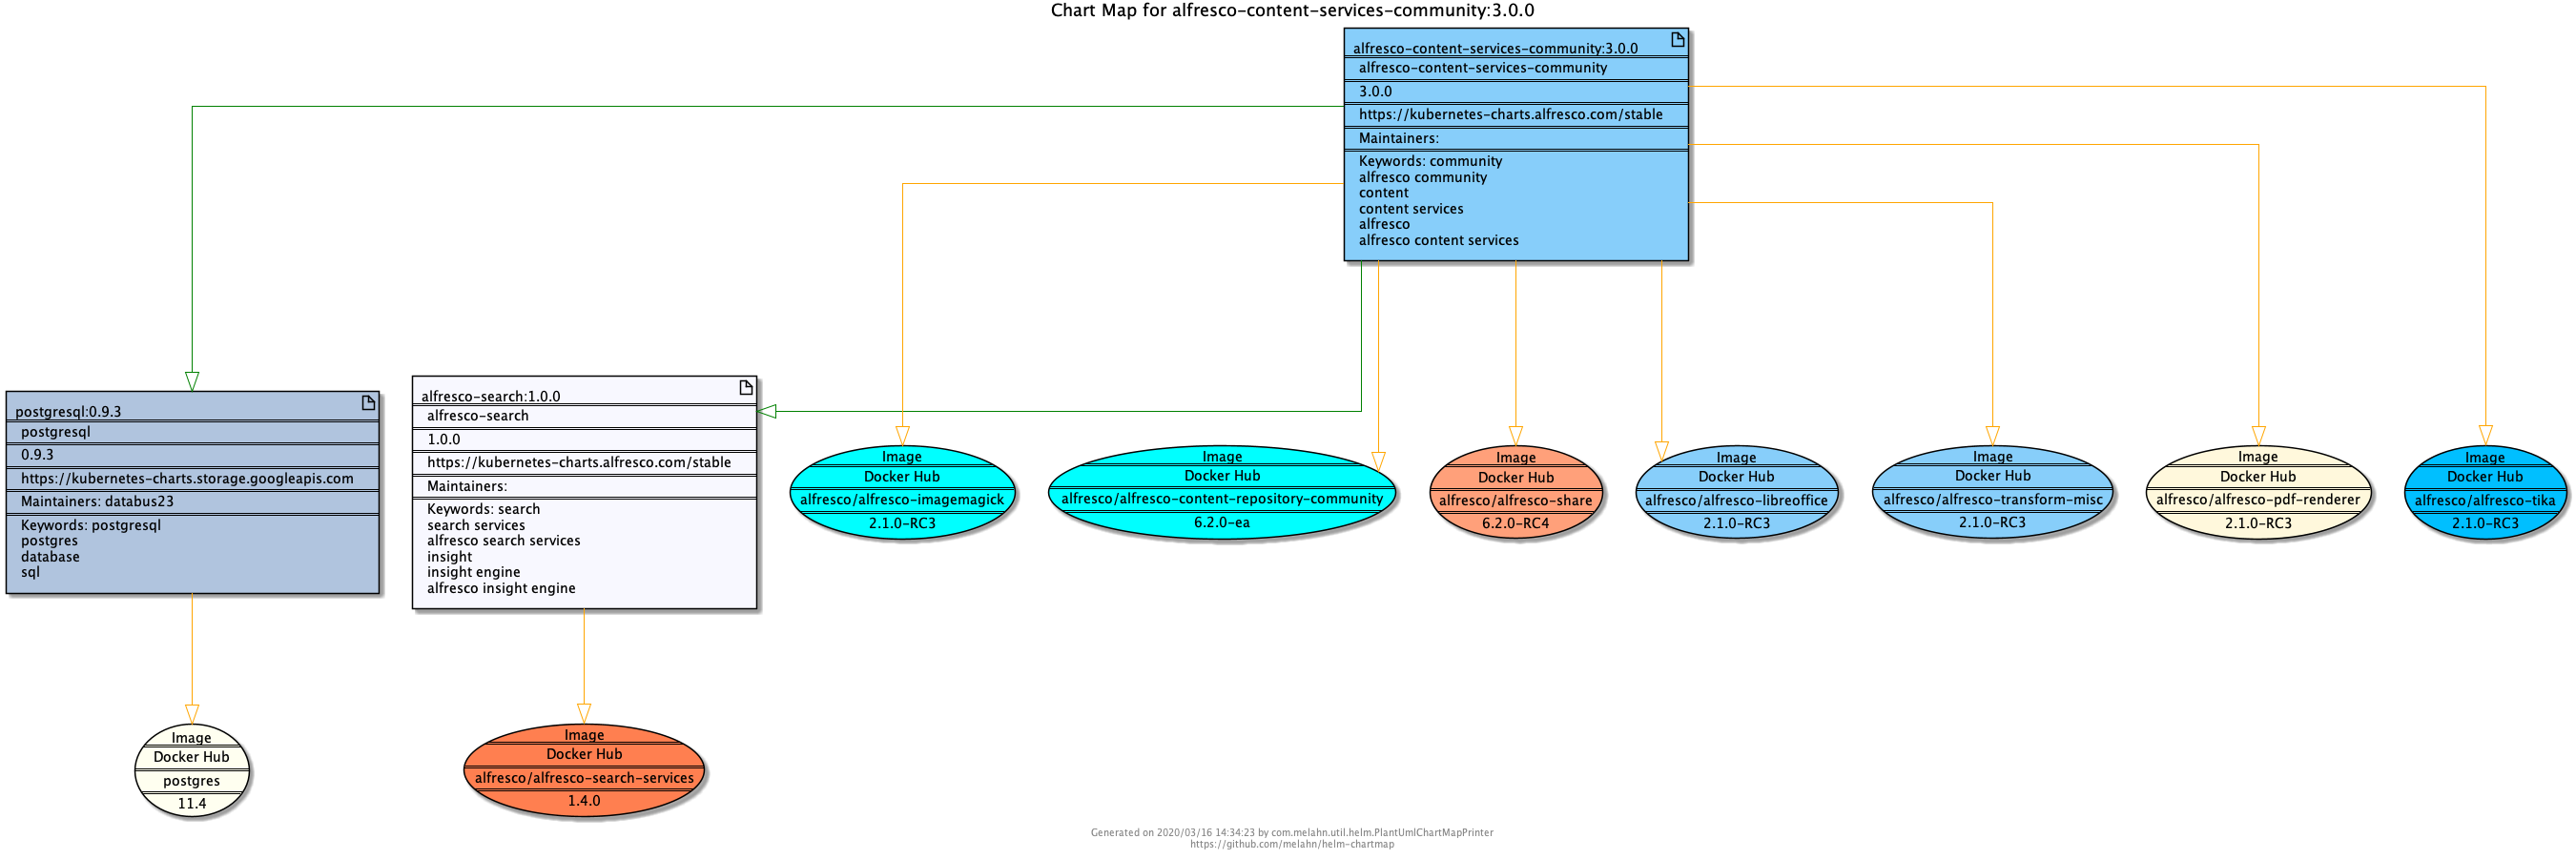 Chart Map for alfresco-content-services-community:3.0.0
alfresco-content-services-community:3.0.0
alfresco-content-services-community
3.0.0
https://kubernetes-charts.alfresco.com/stable
Maintainers:
Keywords: community
alfresco community
content
content services
alfresco
alfresco content services
postgresql:0.9.3
postgresql
0.9.3
https://kubernetes-charts.storage.googleapis.com
Maintainers: databus23
Keywords: postgresql
postgres
database
sql
alfresco-search:1.0.0
alfresco-search
1.0.0
https://kubernetes-charts.alfresco.com/stable
Maintainers:
Keywords: search
search services
alfresco search services
insight
insight engine
alfresco insight engine
Image
Docker Hub
alfresco/alfresco-imagemagick
2.1.0-RC3
Image
Docker Hub
alfresco/alfresco-content-repository-community
6.2.0-ea
Image
Docker Hub
alfresco/alfresco-share
6.2.0-RC4
Image
Docker Hub
alfresco/alfresco-libreoffice
2.1.0-RC3
Image
Docker Hub
alfresco/alfresco-transform-misc
2.1.0-RC3
Image
Docker Hub
alfresco/alfresco-pdf-renderer
2.1.0-RC3
Image
Docker Hub
alfresco/alfresco-tika
2.1.0-RC3
Image
Docker Hub
postgres
11.4
Image
Docker Hub
alfresco/alfresco-search-services
1.4.0
Generated on 2020/03/16 14:34:23 by com.melahn.util.helm.PlantUmlChartMapPrinter
https://github.com/melahn/helm-chartmap